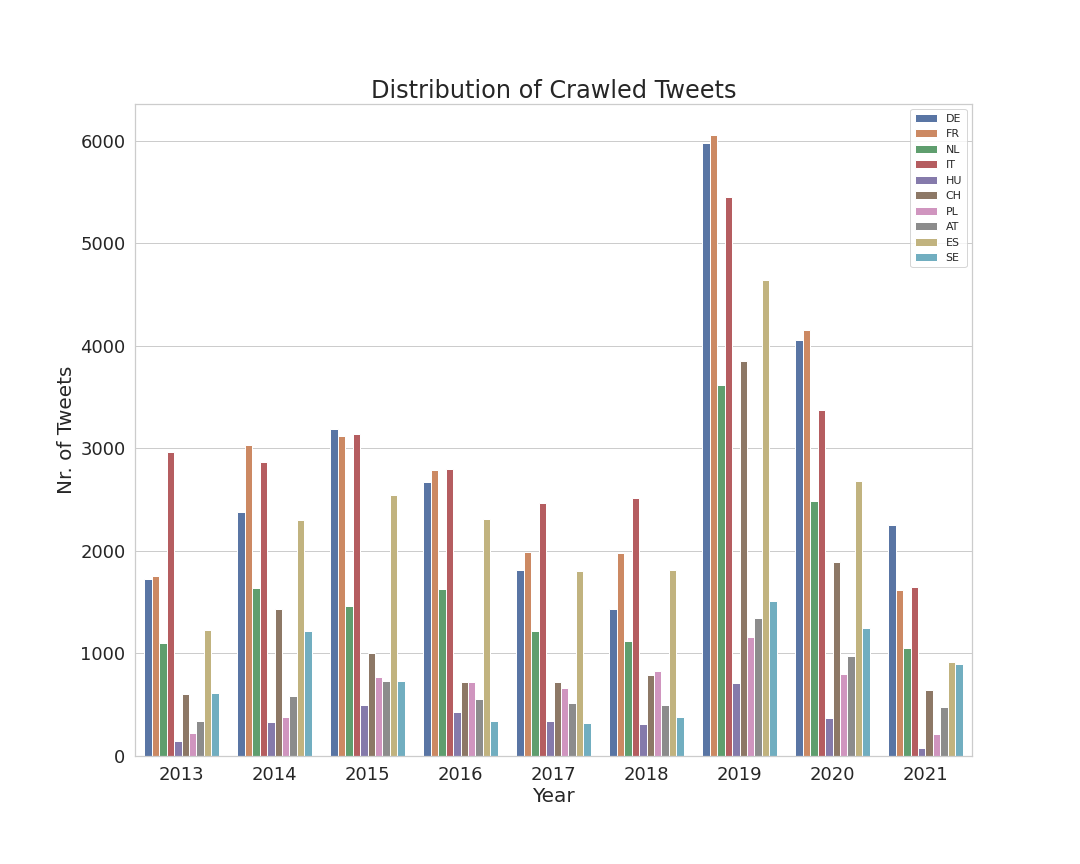 Distribution of Crawled Tweets
DE
FR
NL
IT
HU
CH
PL
AT
ES
SE
6000
5000
4000
3000
2000
1000
0
Nr. of Tweets
2013 2014 2015 2016 2017 2018 2019 2020 2021
Year